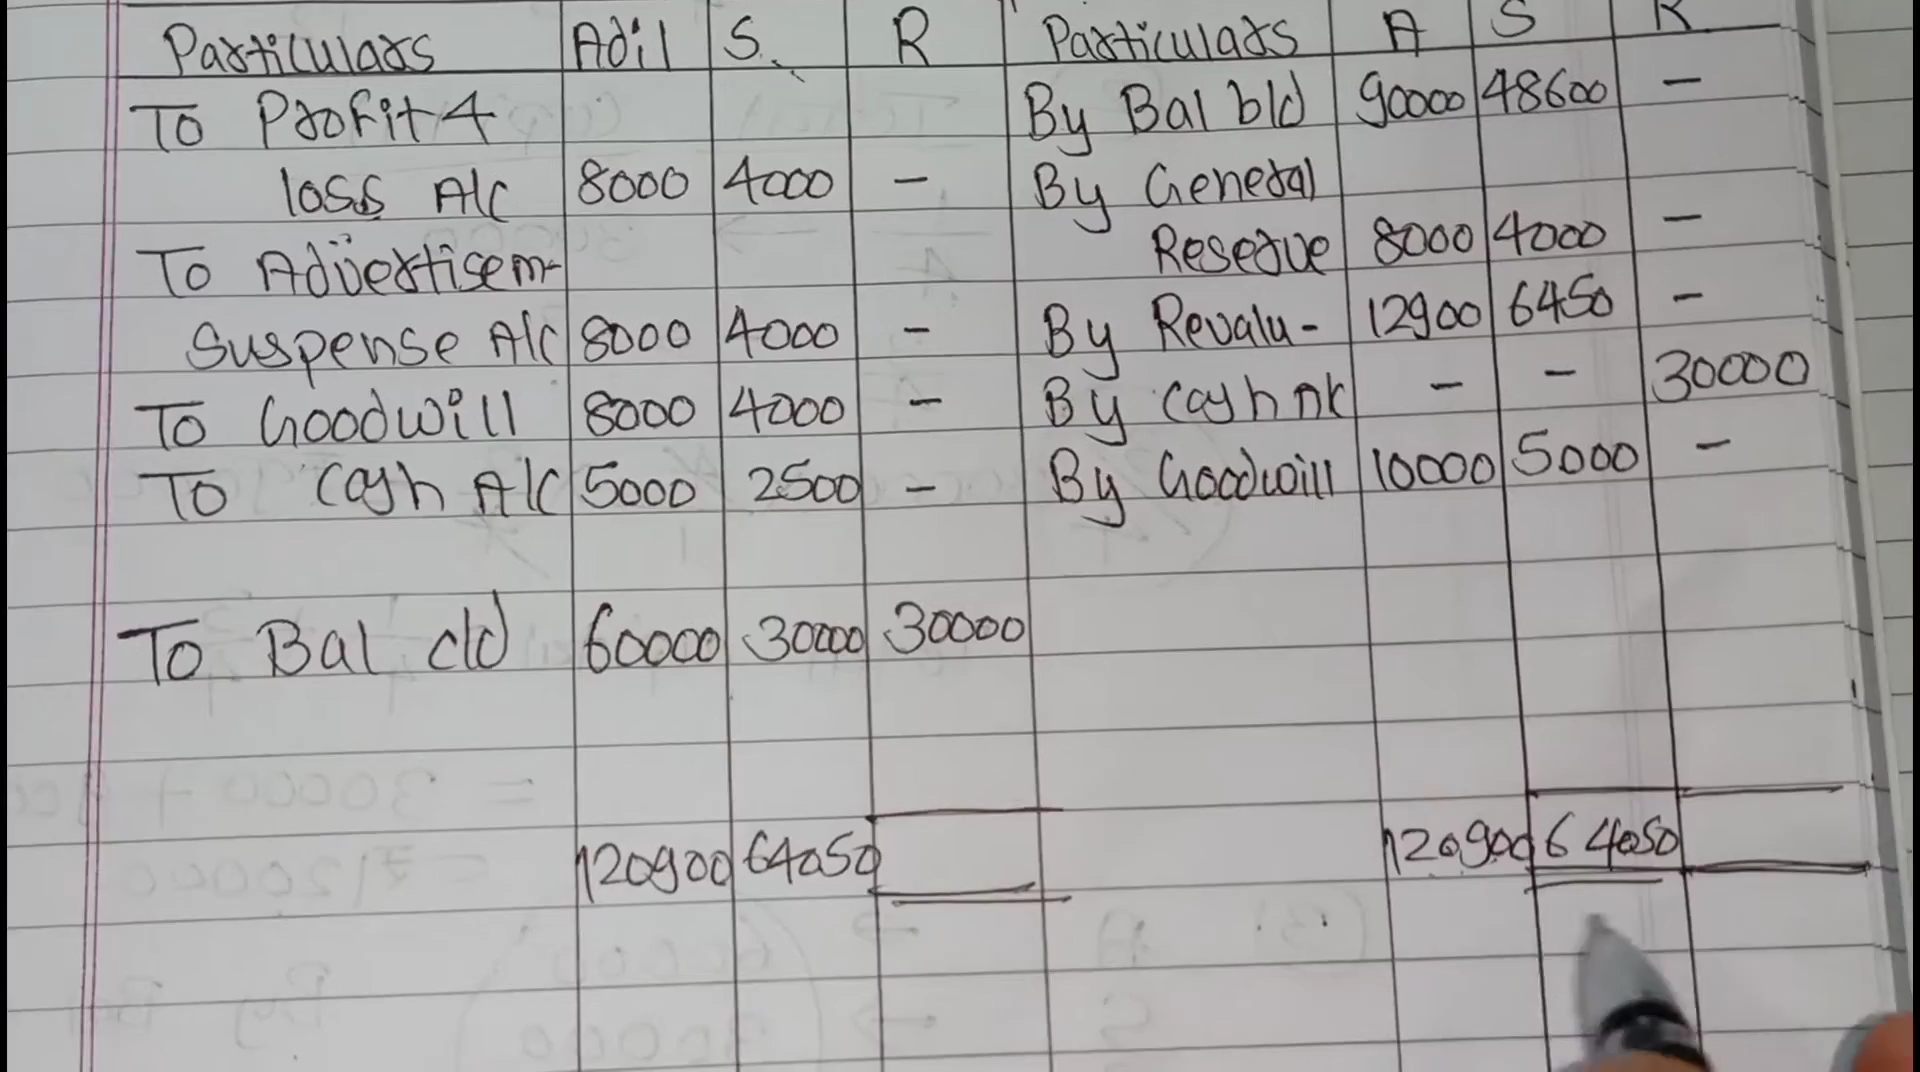 Particulars Adil S. R Particulars A S R
To Profit & By Bal b/d 90000 48600 -
loss A/c 8000 4000 - By General
To Advertisem- Reserve 8000 4000 -
Suspense A/c 8000 4000 - By Revalu- 12900 6450 -
To Goodwill 8000 4000 - By Cash A/c - - 30000
To Cash A/c 5000 2500 - By Goodwill 10000 5000 -
To Bal c/d 60000 30000 30000
120900 64050 120900 64050